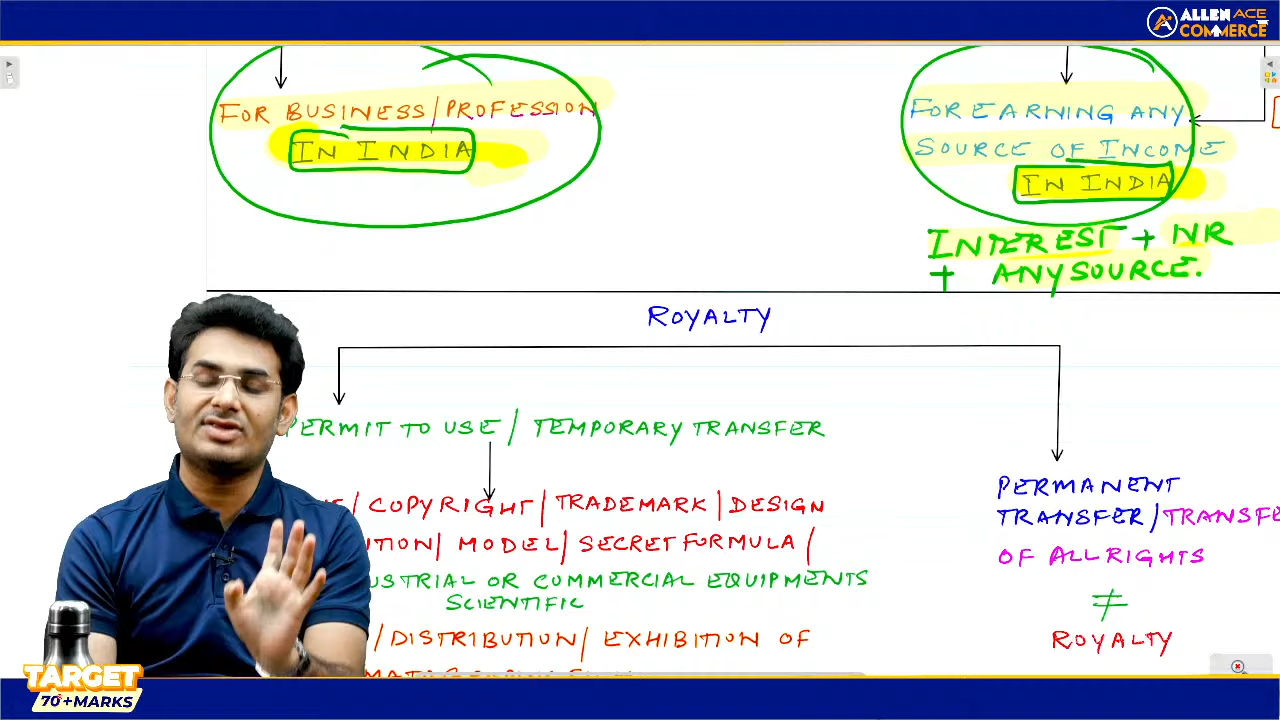 ALLEN ACE
COMMERCE
FOR BUSINESS/PROFESSION
IN INDIA
FOR EARNING ANY
SOURCE OF INCOME
IN INDIA
INTEREST + NR
+ ANY SOURCE.
ROYALTY
PERMIT TO USE / TEMPORARY TRANSFER
/ COPYRIGHT / TRADEMARK / DESIGN
/ MODEL / SECRET FORMULA /
OR COMMERCIAL EQUIPMENTS
SCIENTIFIC
/ DISTRIBUTION / EXHIBITION OF
PERMANENT
TRANSFER /
OF ALL RIGHTS
≠
ROYALTY
TARGET
70+MARKS